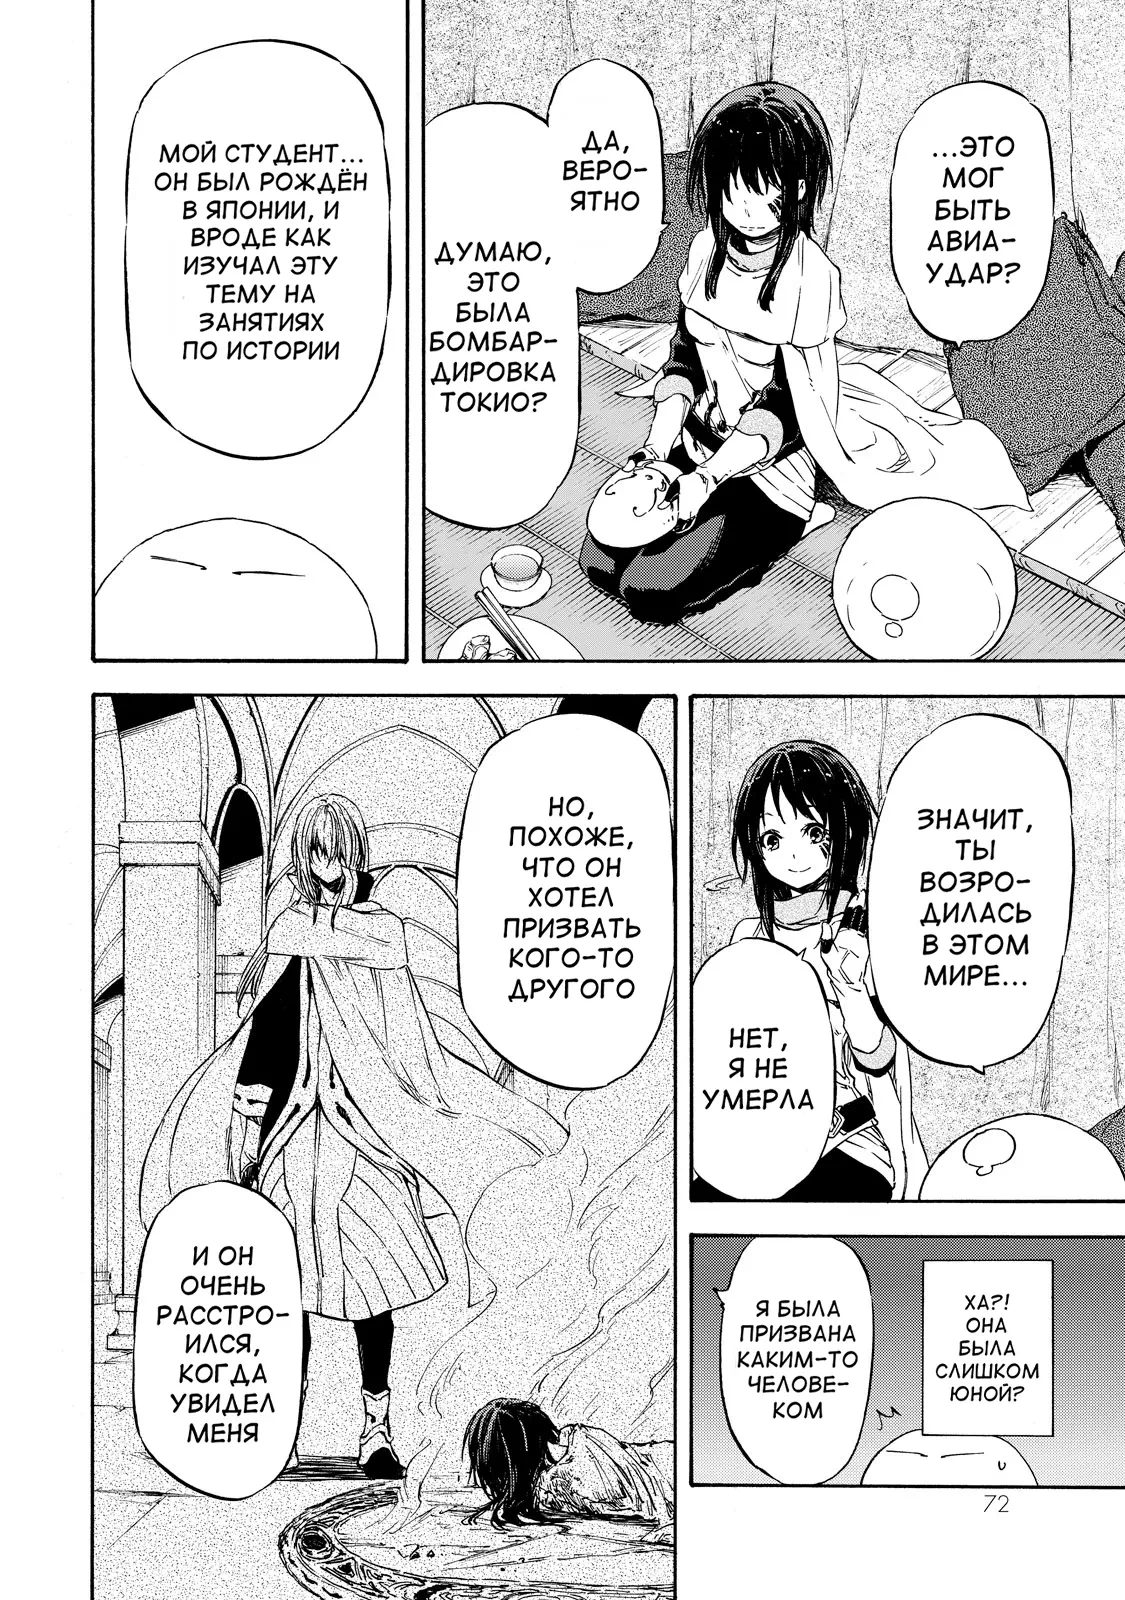 ...ЭТО
МОГ
БЫТЬ
АВИА-
УДАР?
ДА,
ВЕРО-
ЯТНО
ДУМАЮ,
ЭТО
БЫЛА
БОМБАР-
ДИРОВКА
ТОКИО?
МОЙ СТУДЕНТ...
ОН БЫЛ РОЖДЁН
В ЯПОНИИ, И
ВРОДЕ КАК
ИЗУЧАЛ ЭТУ
ТЕМУ НА
ЗАНЯТИЯХ
ПО ИСТОРИИ
ЗНАЧИТ,
ТЫ
ВОЗРО-
ДИЛАСЬ
В ЭТОМ
МИРЕ...
НЕТ,
Я НЕ
УМЕРЛА
ХА?!
ОНА
БЫЛА
СЛИШКОМ
ЮНОЙ?
Я БЫЛА
ПРИЗВАНА
КАКИМ-ТО
ЧЕЛОВЕ-
КОМ
НО,
ПОХОЖЕ,
ЧТО ОН
ХОТЕЛ
ПРИЗВАТЬ
КОГО-ТО
ДРУГОГО
И ОН
ОЧЕНЬ
РАССТРО-
ИЛСЯ,
КОГДА
УВИДЕЛ
МЕНЯ
72